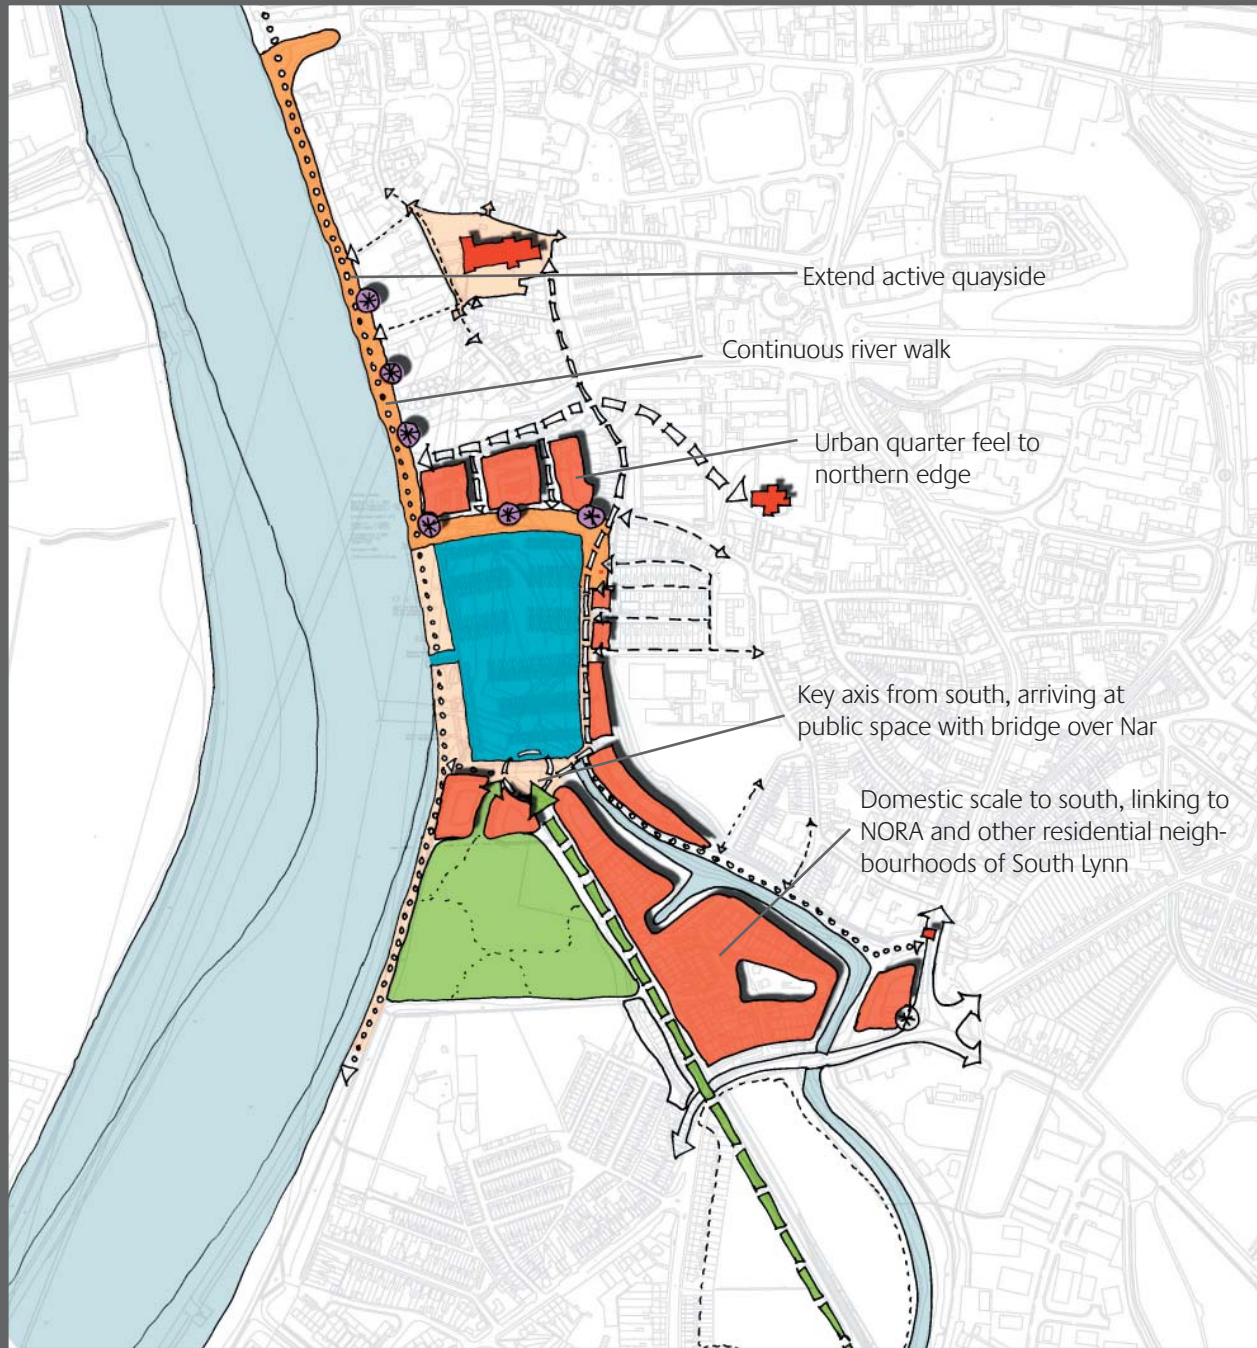 Extend active quayside
Continuous river walk
Urban quarter feel to
northern edge
Key axis from south, arriving at
public space with bridge over Nar
Domestic scale to south, linking to
NORA and other residential neigh-
bourhoods of South Lynn